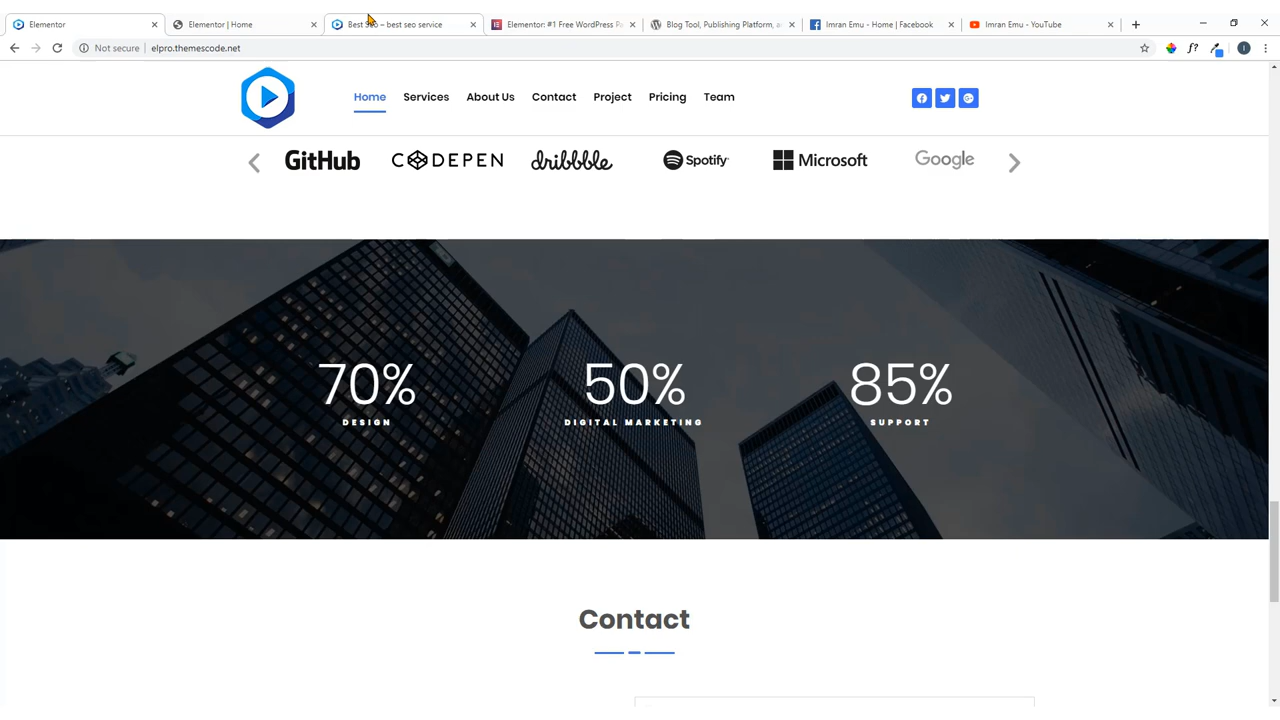 Elementor
Elementor | Home
Best Seo – best seo service
Elementor: #1 Free WordPress
Blog Tool, Publishing Platform,
Imran Emu - Home | Facebook
Imran Emu - YouTube
Not secure | elpro.themescode.net
f?
I
Home
Services
About Us
Contact
Project
Pricing
Team
GitHub
CODEPEN
dribbble
Spotify
Microsoft
Google
70%
50%
85%
DESIGN
DIGITAL MARKETING
SUPPORT
Contact